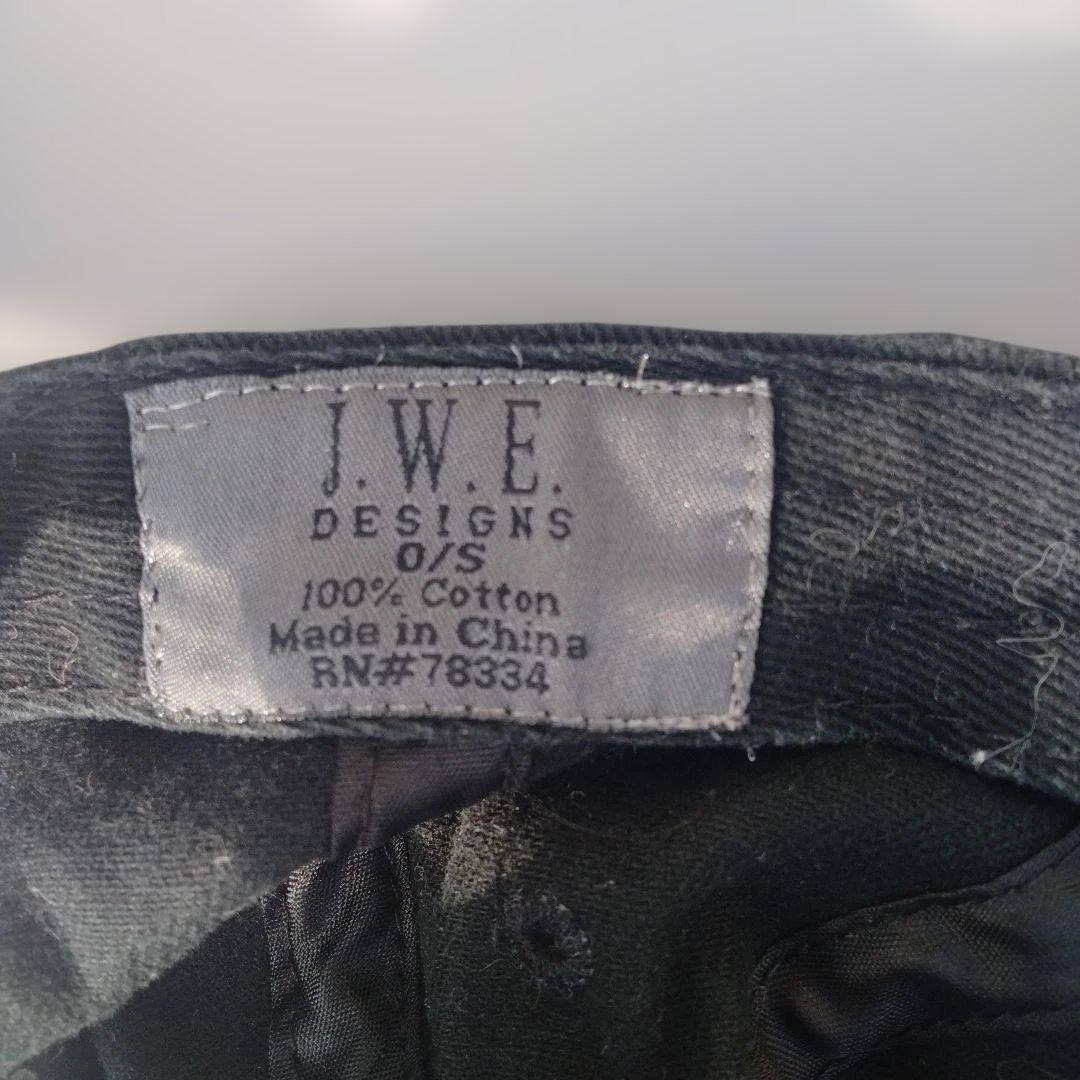 J.W.E.
DESIGNS
O/S
100% Cotton
Made in China
RN#78334